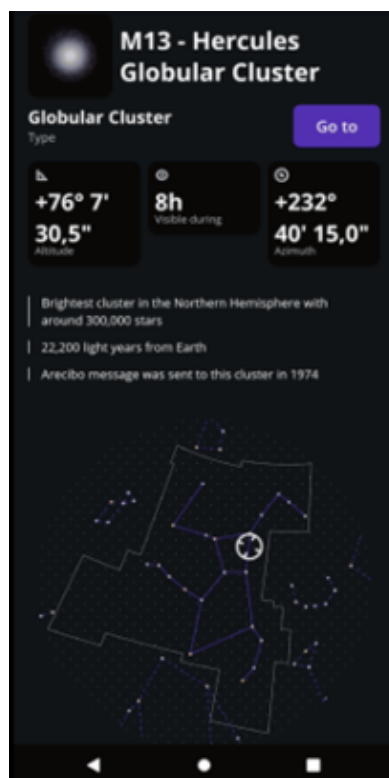 M13 - Hercules
Globular Cluster
Globular Cluster
Type
Go to
+76° 7'
30,5"
Altitude
8h
Visible during
+232°
40' 15,0"
Azimuth
Brightest cluster in the Northern Hemisphere with
around 300,000 stars
22,200 light years from Earth
Arecibo message was sent to this cluster in 1974